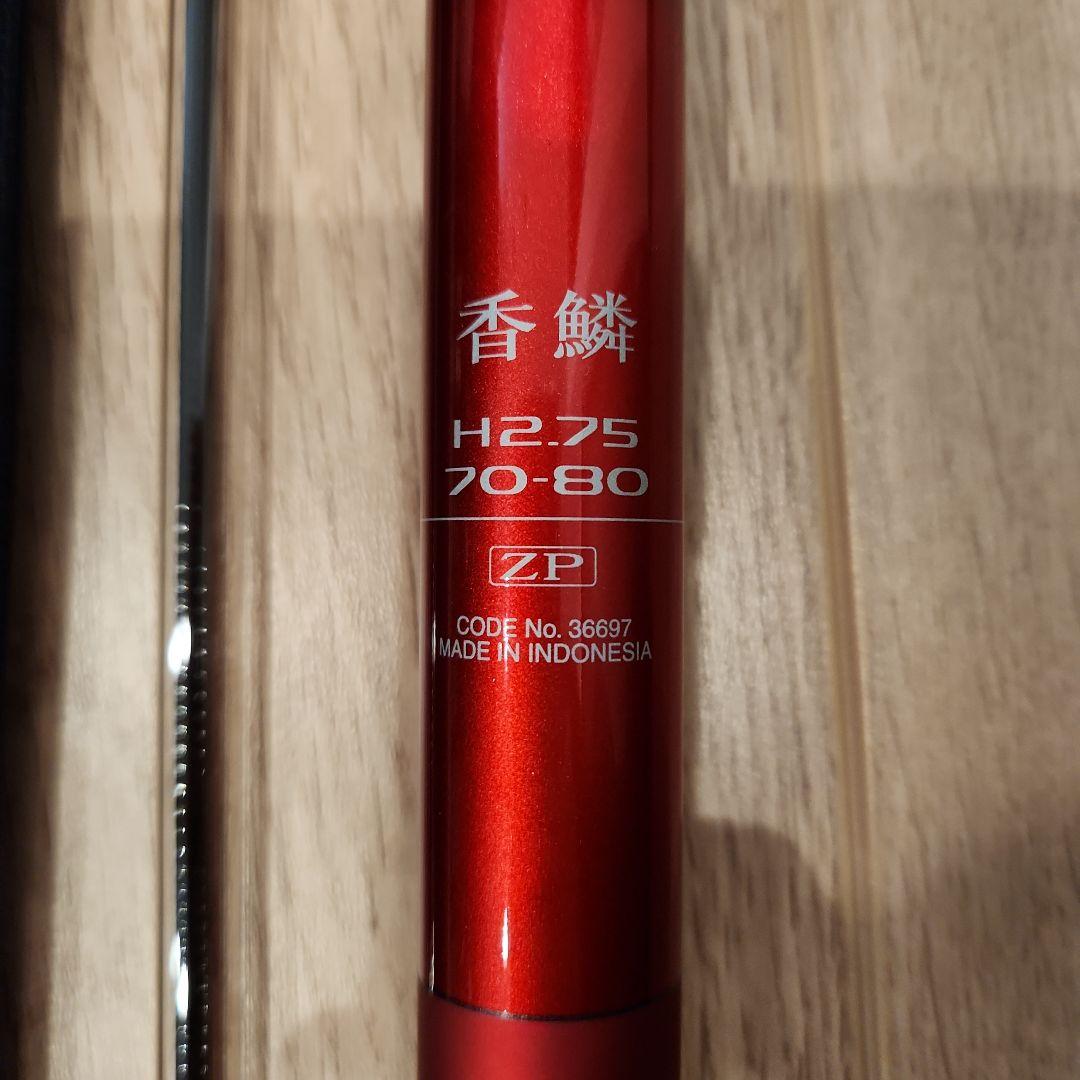 香鱗
H2.75
70-80
ZP
CODE No. 36697
MADE IN INDONESIA